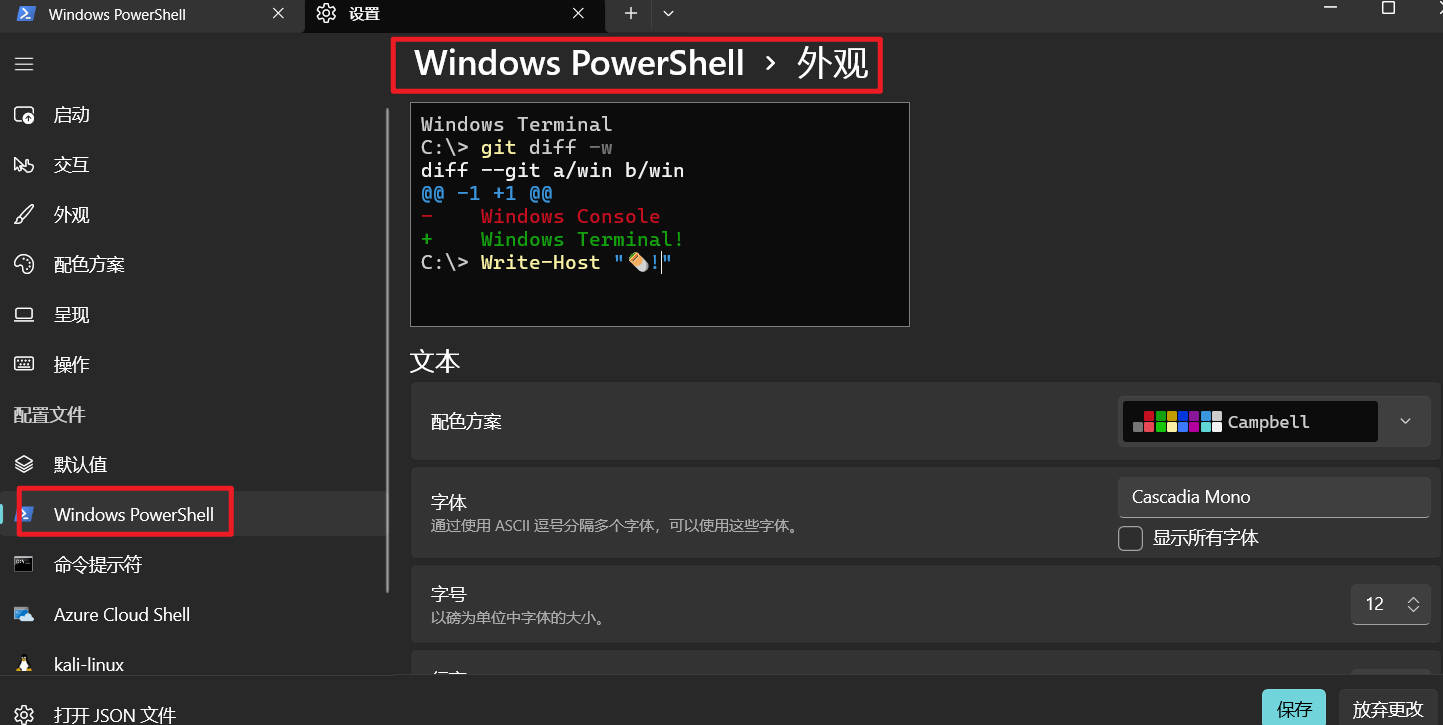 Windows PowerShell
设置
启动
交互
外观
配色方案
呈现
操作
配置文件
默认值
Windows PowerShell
命令提示符
Azure Cloud Shell
kali-linux
打开 JSON 文件
Windows PowerShell › 外观
Windows Terminal
C:\> git diff -w
diff --git a/win b/win
@@ -1 +1 @@
-    Windows Console
+    Windows Terminal!
C:\> Write-Host "🌯!"
文本
配色方案
Campbell
字体
通过使用 ASCII 逗号分隔多个字体，可以使用这些字体。
Cascadia Mono
显示所有字体
字号
以磅为单位中字体的大小。
12
保存
放弃更改